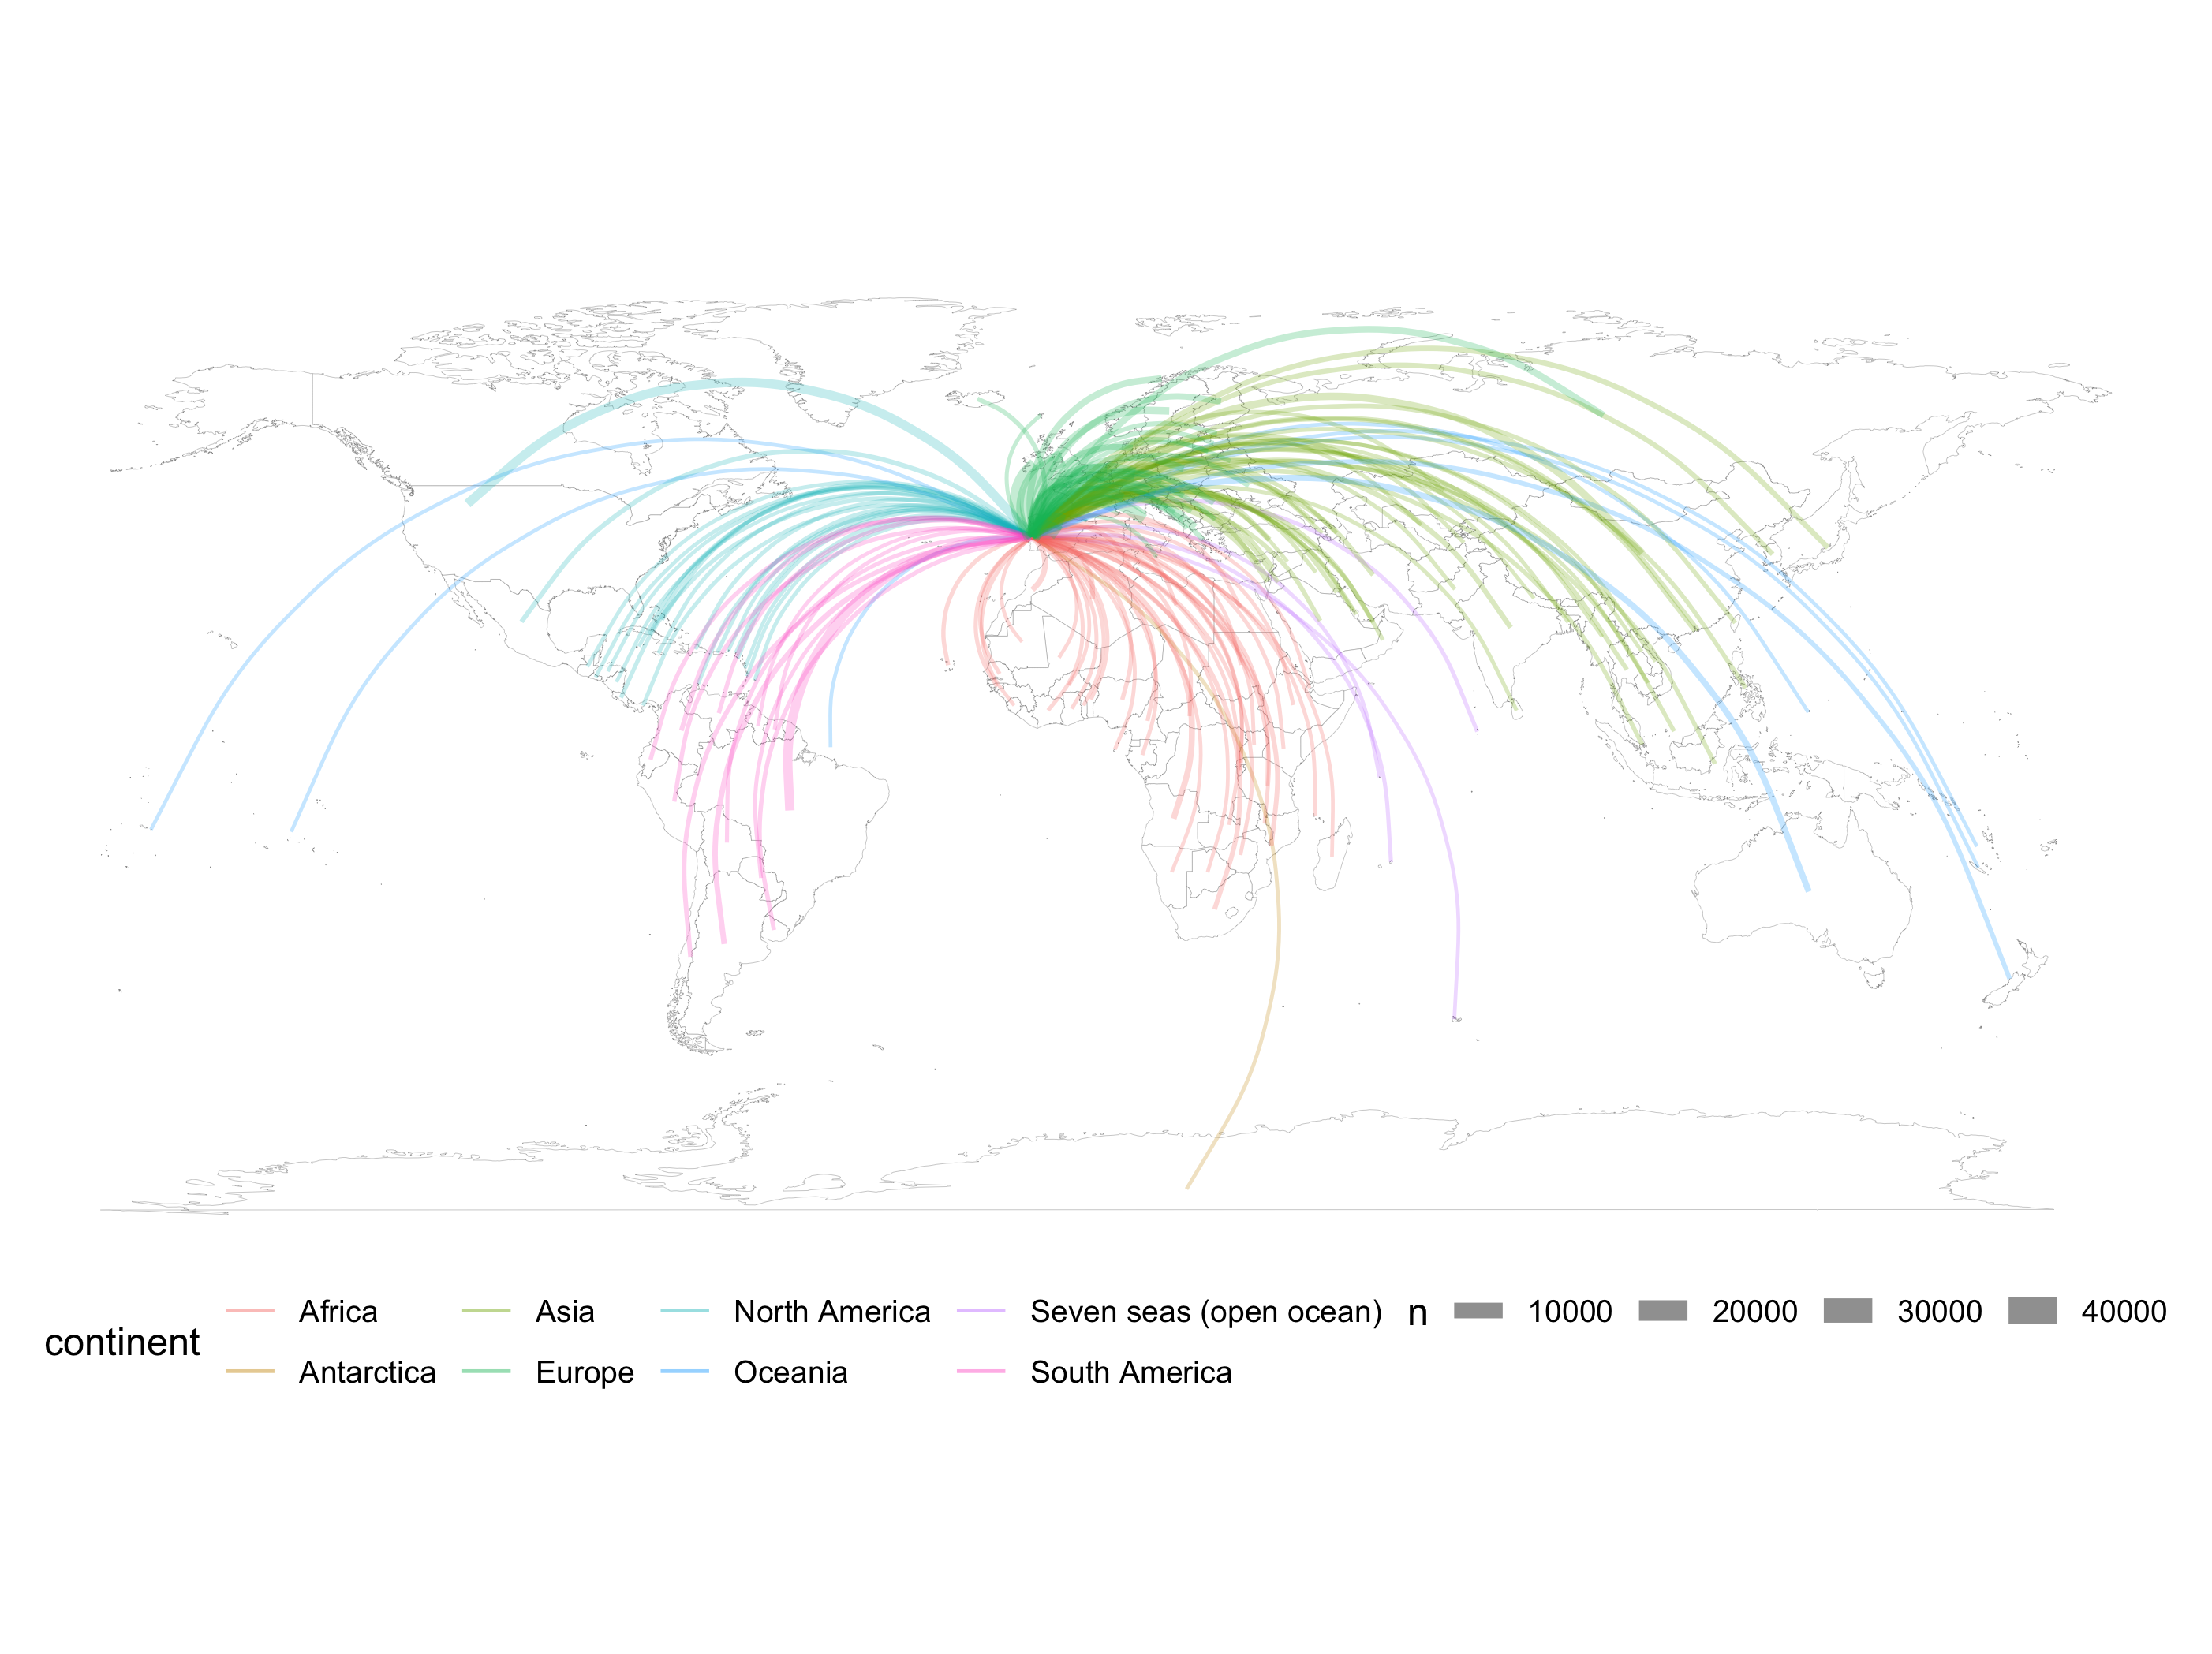 continent
Africa
Asia
North America
Seven seas (open ocean)
Antarctica
Europe
Oceania
South America
n
10000
20000
30000
40000